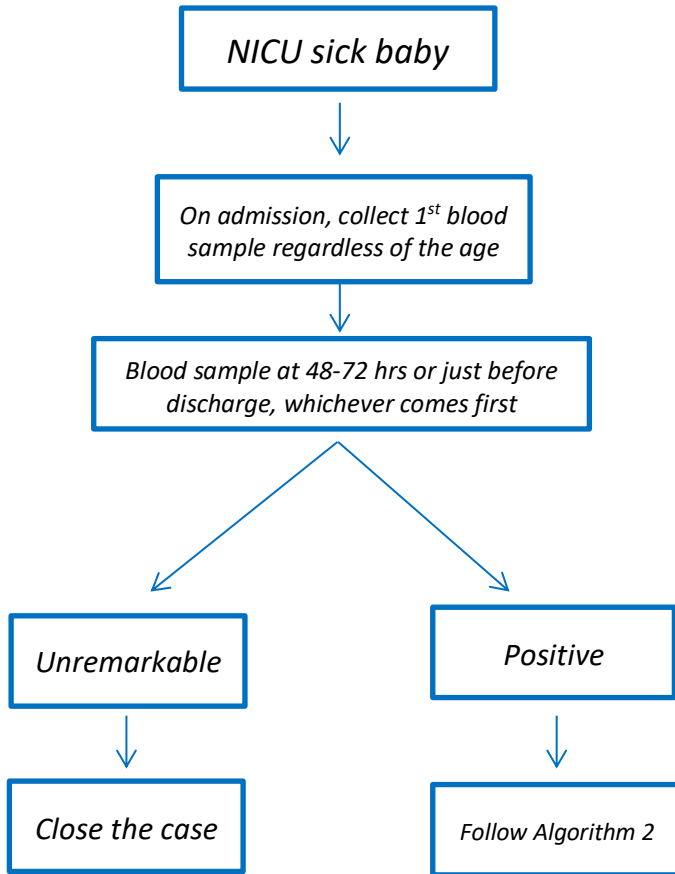 NICU sick baby
On admission, collect 1st blood
sample regardless of the age
Blood sample at 48-72 hrs or just before
discharge, whichever comes first
Unremarkable
Positive
Close the case
Follow Algorithm 2